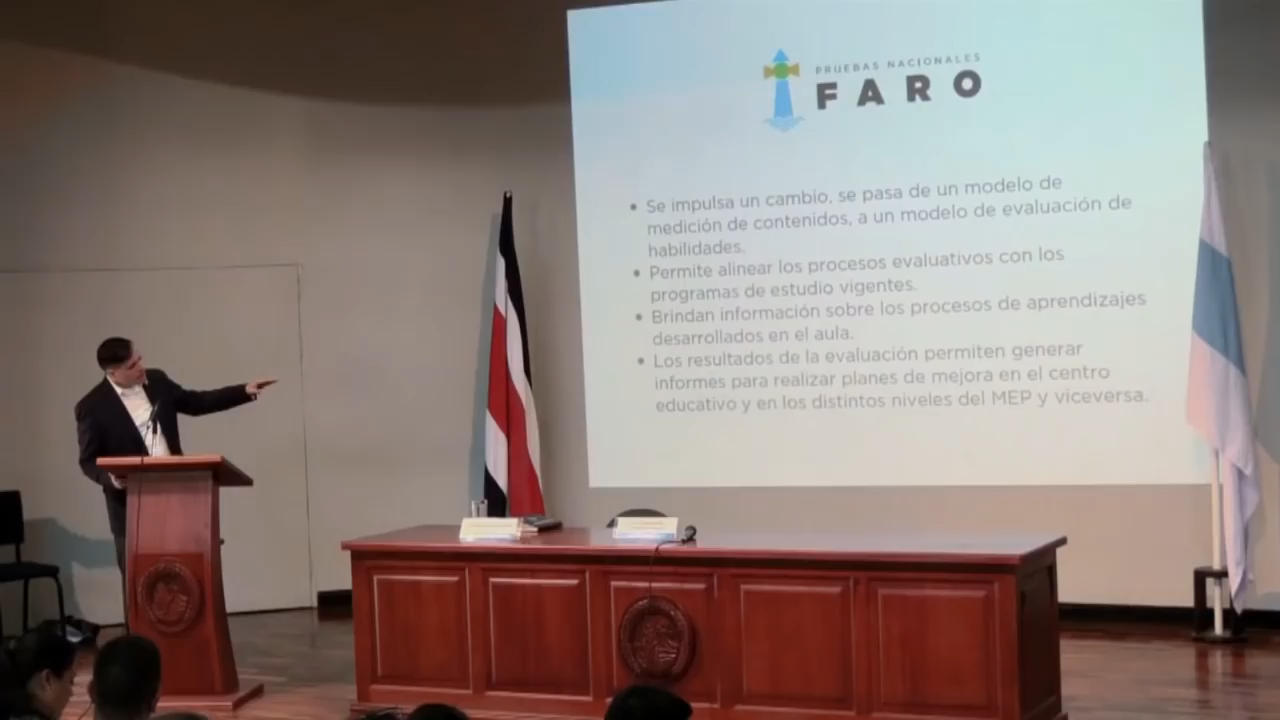 PRUEBAS NACIONALES
FARO
• Se impulsa un cambio, se pasa de un modelo de
medición de contenidos, a un modelo de evaluación de
habilidades.
• Permite alinear los procesos evaluativos con los
programas de estudio vigentes.
• Brindan información sobre los procesos de aprendizajes
desarrollados en el aula.
• Los resultados de la evaluación permiten generar
informes para realizar planes de mejora en el centro
educativo y en los distintos niveles del MEP y viceversa.